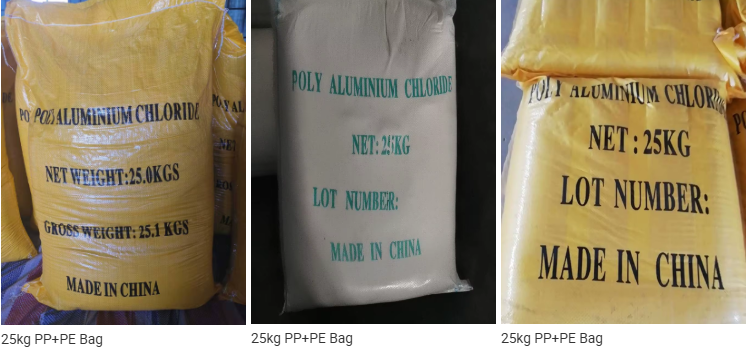 POLY ALUMINIUM CHLORIDE
NET WEIGHT:25.0KGS
GROSS WEIGHT: 25.1 KGS
MADE IN CHINA
25kg PP+PE Bag
POLY ALUMINIUM CHLORIDE
NET: 25KG
LOT NUMBER:
MADE IN CHINA
25kg PP+PE Bag
POLY ALUMINIUM CHLORIDE
NET : 25KG
LOT NUMBER:
MADE IN CHINA
25kg PP+PE Bag